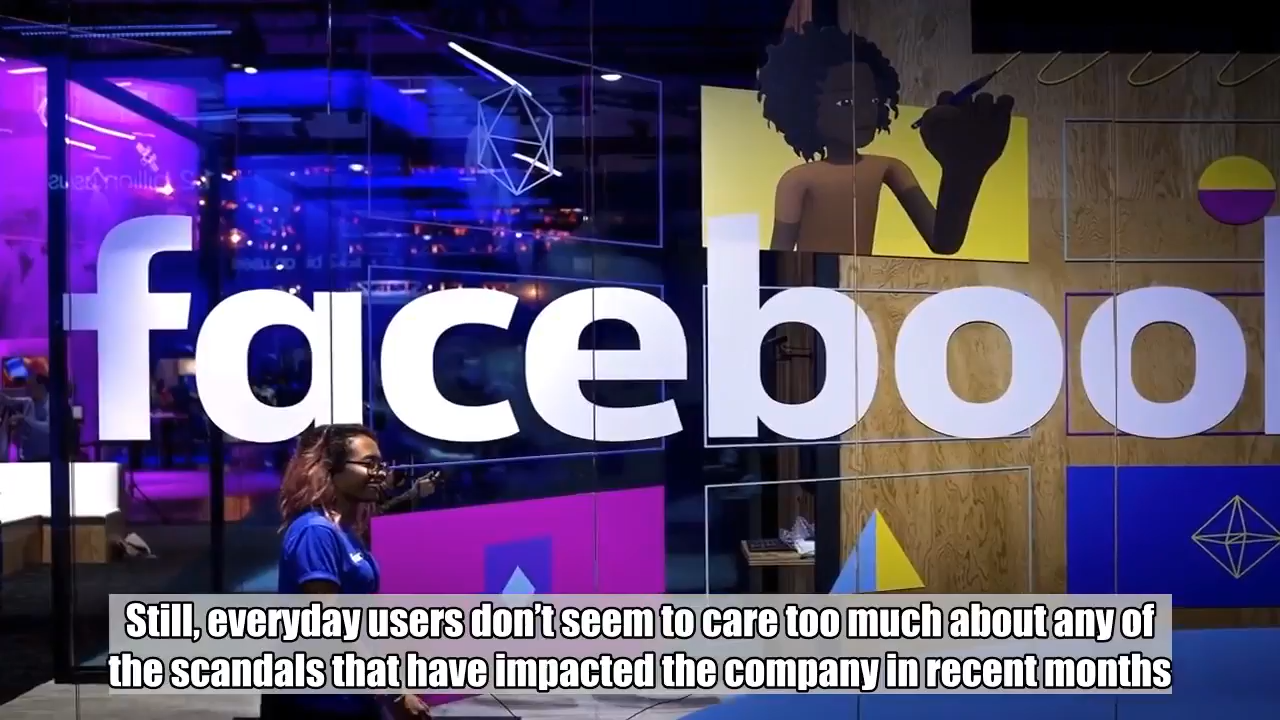 faceboo
Still, everyday users don't seem to care too much about any of
the scandals that have impacted the company in recent months